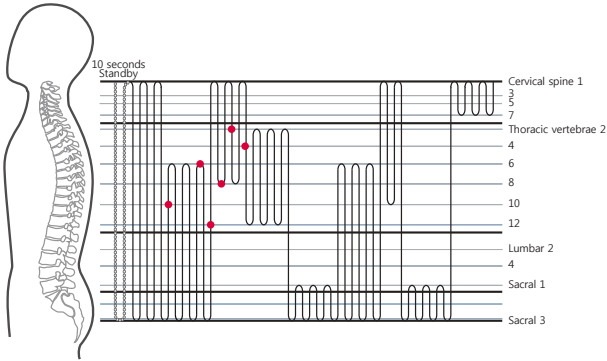 10 seconds
Standby
Cervical spine 1
3
5
7
Thoracic vertebrae 2
4
6
8
10
12
Lumbar 2
4
Sacral 1
Sacral 3